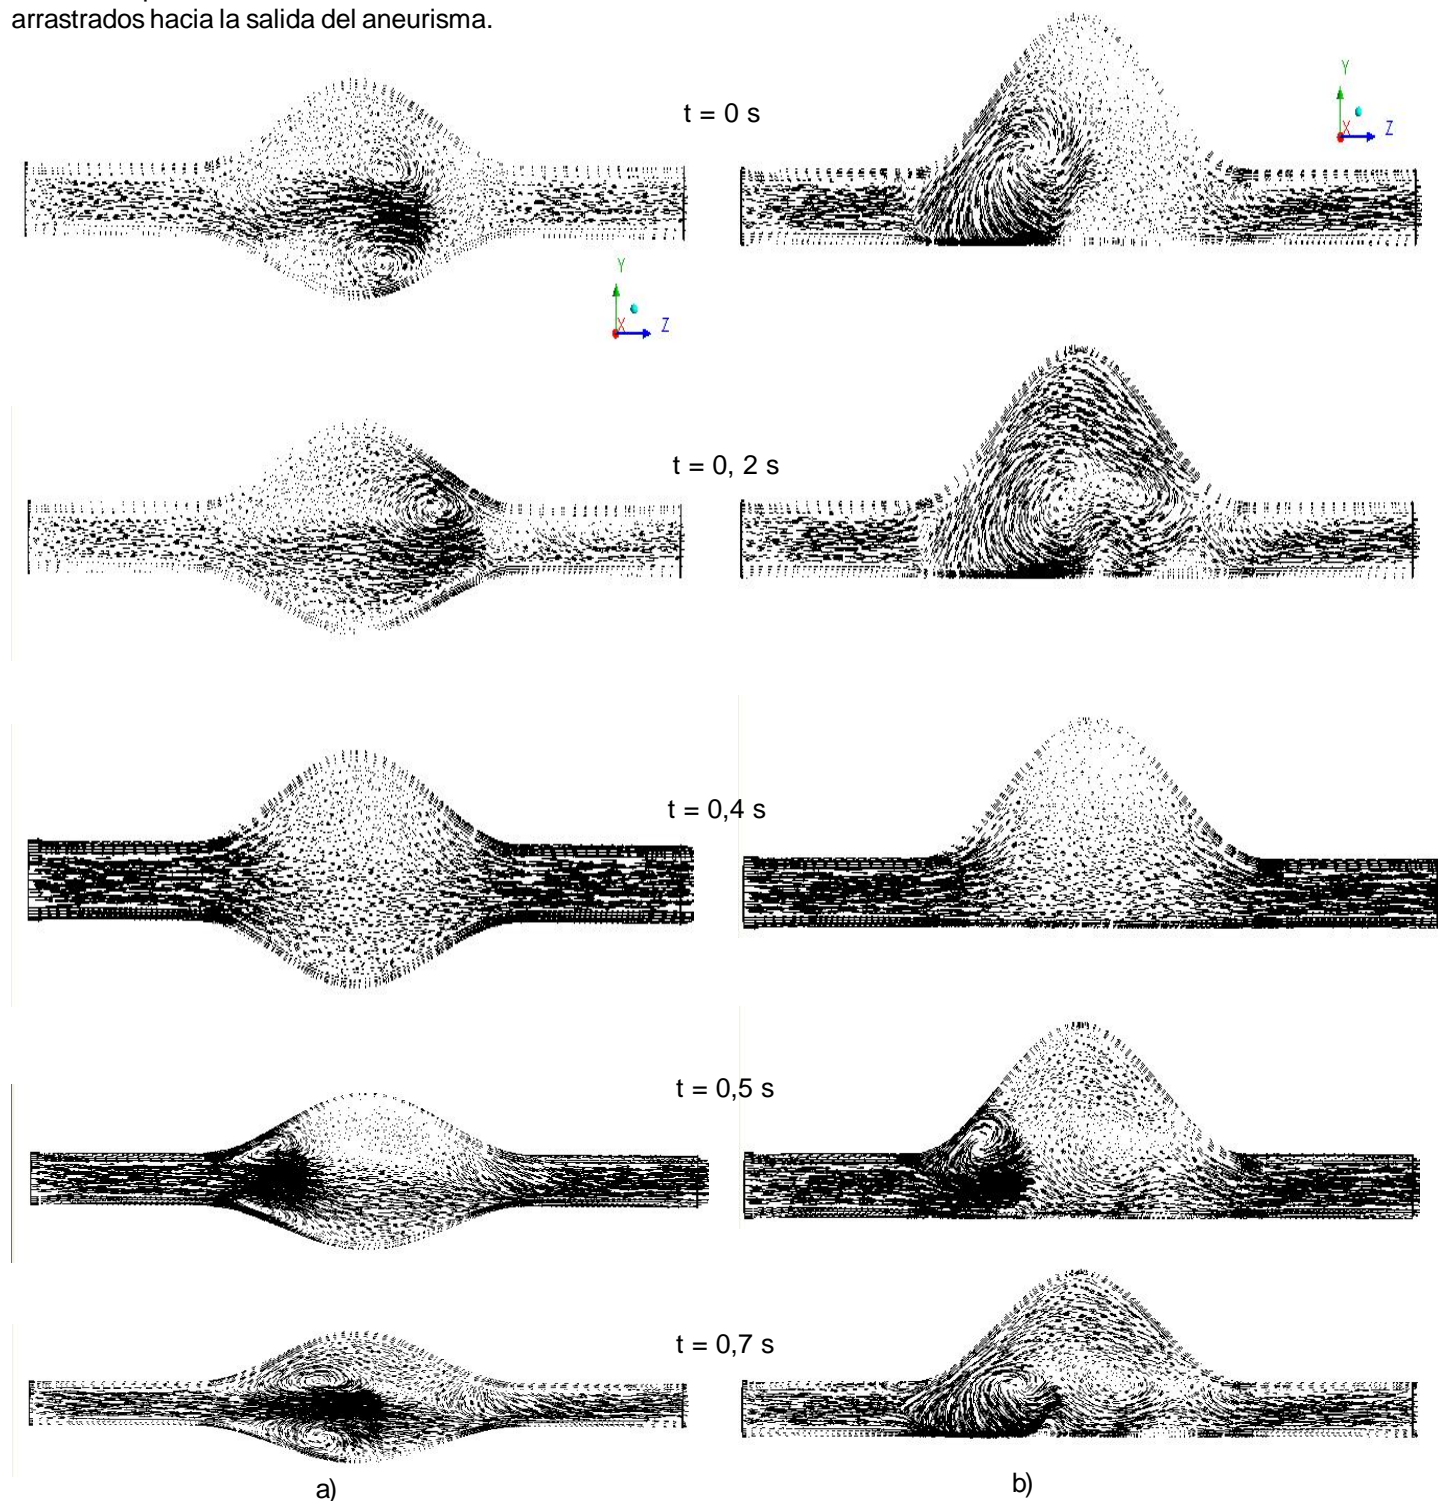 arrastrados hacia la salida del aneurisma.
t = 0 s
Y
X
Z
Y
X
Z
t = 0, 2 s
t = 0,4 s
t = 0,5 s
t = 0,7 s
a)
b)